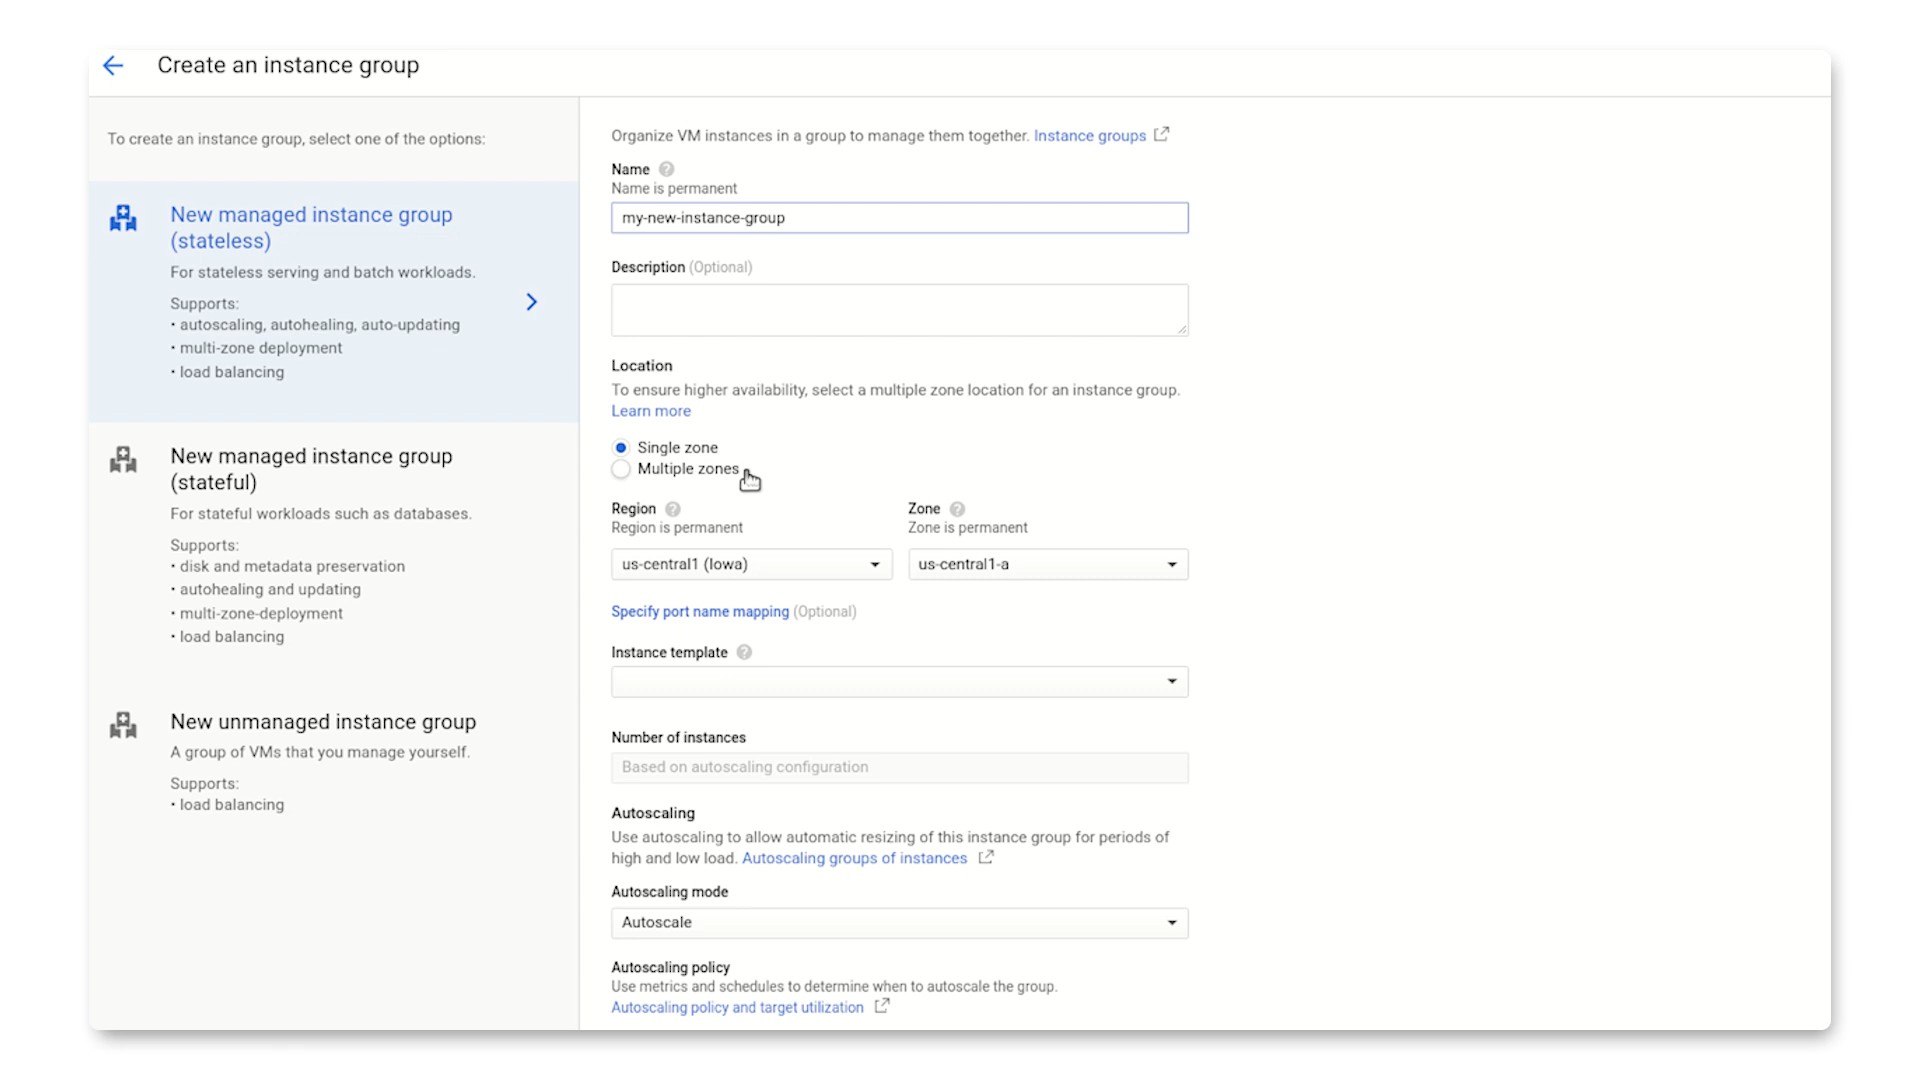 Create an instance group
To create an instance group, select one of the options:
New managed instance group
(stateless)
For stateless serving and batch workloads.
Supports:
• autoscaling, autohealing, auto-updating
• multi-zone deployment
• load balancing
New managed instance group
(stateful)
For stateful workloads such as databases.
Supports:
• disk and metadata preservation
• autohealing and updating
• multi-zone-deployment
• load balancing
New unmanaged instance group
A group of VMs that you manage yourself.
Supports:
• load balancing
Organize VM instances in a group to manage them together. Instance groups
Name ?
Name is permanent
my-new-instance-group
Description (Optional)
Location
To ensure higher availability, select a multiple zone location for an instance group.
Learn more
Single zone
Multiple zones
Region ? Zone ?
Region is permanent Zone is permanent
us-central1 (Iowa) us-central1-a
Specify port name mapping (Optional)
Instance template ?
Number of instances
Based on autoscaling configuration
Autoscaling
Use autoscaling to allow automatic resizing of this instance group for periods of
high and low load. Autoscaling groups of instances
Autoscaling mode
Autoscale
Autoscaling policy
Use metrics and schedules to determine when to autoscale the group.
Autoscaling policy and target utilization